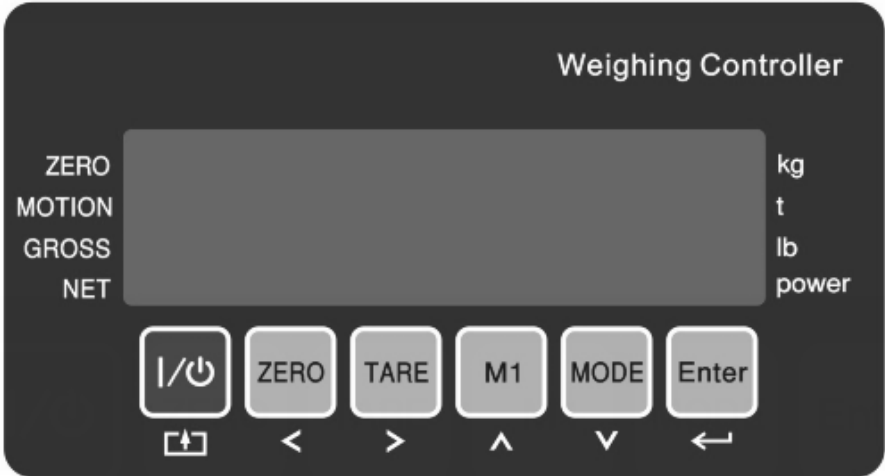 Weighing Controller
ZERO
MOTION
GROSS
NET
kg
t
lb
power
ZERO TARE M1 MODE Enter